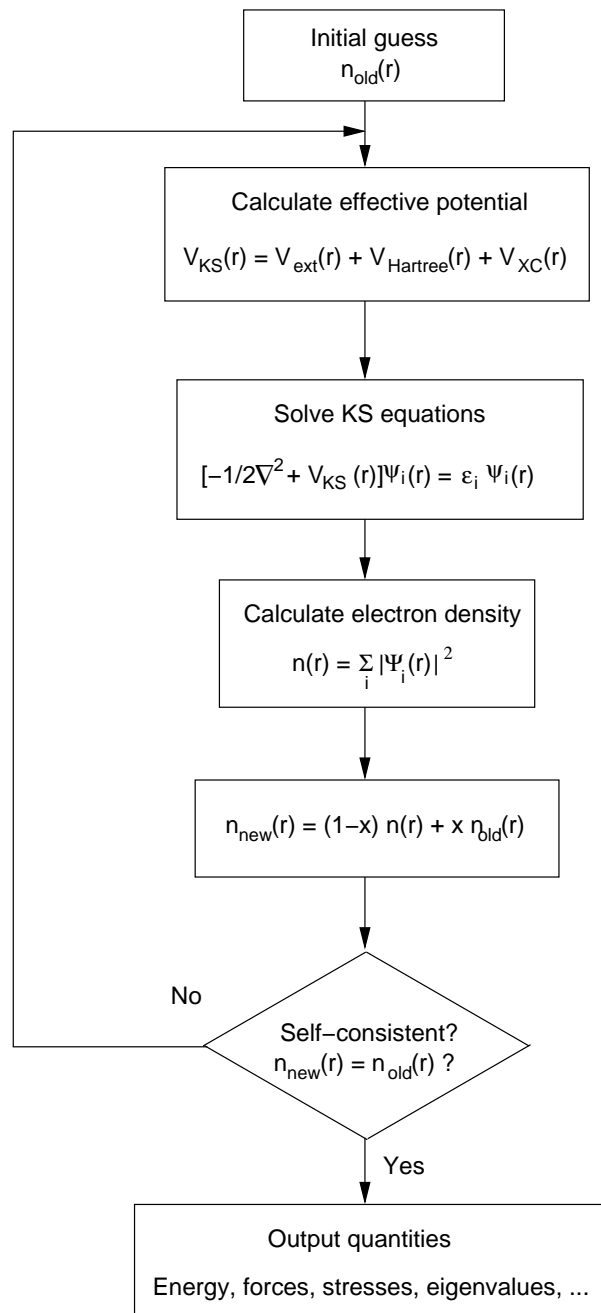 Initial guess
n_old(r)
Calculate effective potential
V_KS(r) = V_ext(r) + V_Hartree(r) + V_XC(r)
Solve KS equations
[−1/2∇² + V_KS (r)]Ψ_i(r) = ε_i Ψ_i(r)
Calculate electron density
n(r) = Σ_i |Ψ_i(r)| ²
n_new(r) = (1−x) n(r) + x n_old(r)
No
Self−consistent?
n_new(r) = n_old(r) ?
Yes
Output quantities
Energy, forces, stresses, eigenvalues, ...